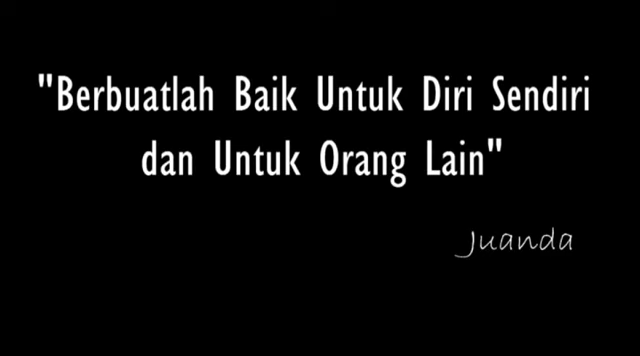 "Berbuatlah Baik Untuk Diri Sendiri
dan Untuk Orang Lain"
Juanda